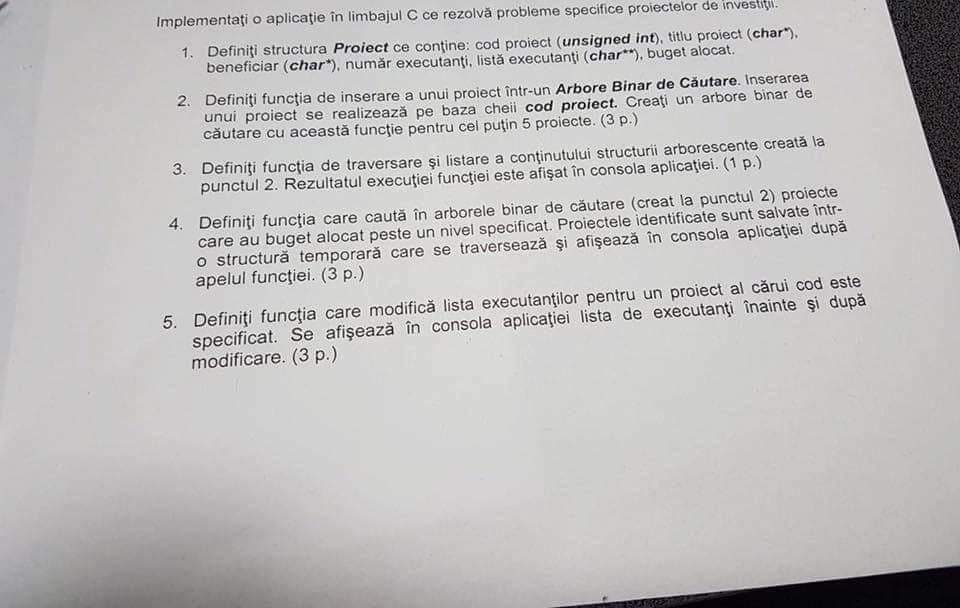 Implementaţi o aplicaţie în limbajul C ce rezolvă probleme specifice proiectelor de investiţii.
1. Definiţi structura Proiect ce conţine: cod proiect (unsigned int), titlu proiect (char*),
beneficiar (char*), număr executanţi, listă executanţi (char**), buget alocat.
2. Definiţi funcţia de inserare a unui proiect într-un Arbore Binar de Căutare. Inserarea
unui proiect se realizează pe baza cheii cod proiect. Creaţi un arbore binar de
căutare cu această funcţie pentru cel puţin 5 proiecte. (3 p.)
3. Definiţi funcţia de traversare şi listare a conţinutului structurii arborescente creată la
punctul 2. Rezultatul execuţiei funcţiei este afişat în consola aplicaţiei. (1 p.)
4. Definiţi funcţia care caută în arborele binar de căutare (creat la punctul 2) proiecte
care au buget alocat peste un nivel specificat. Proiectele identificate sunt salvate într-
o structură temporară care se traversează şi afişează în consola aplicaţiei după
apelul funcţiei. (3 p.)
5. Definiţi funcţia care modifică lista executanţilor pentru un proiect al cărui cod este
specificat. Se afişează în consola aplicaţiei lista de executanţi înainte şi după
modificare. (3 p.)